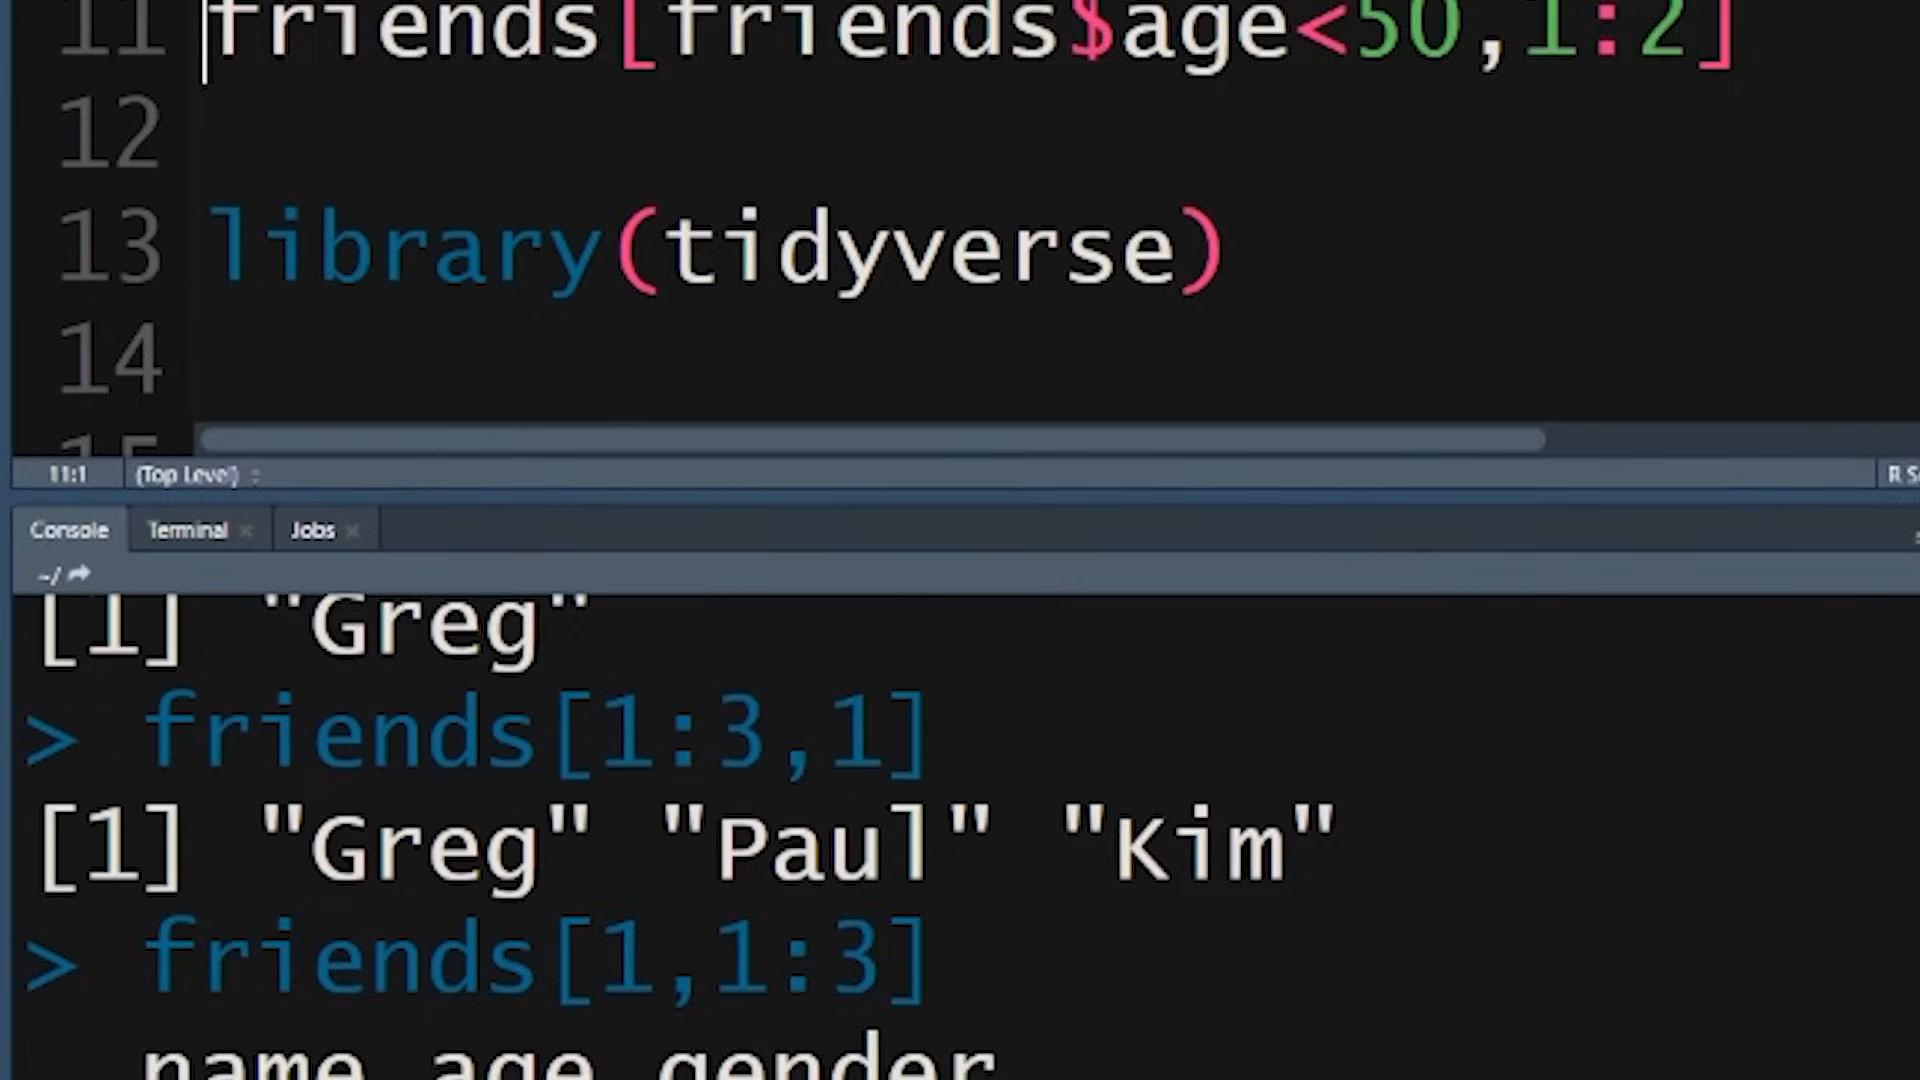 11 friends[friends$age<50,1:2]
12
13 library(tidyverse)
14
15
11:1 (Top Level)
Console Terminal Jobs
~/
[1] "Greg"
> friends[1:3,1]
[1] "Greg" "Paul" "Kim"
> friends[1,1:3]
name age gender